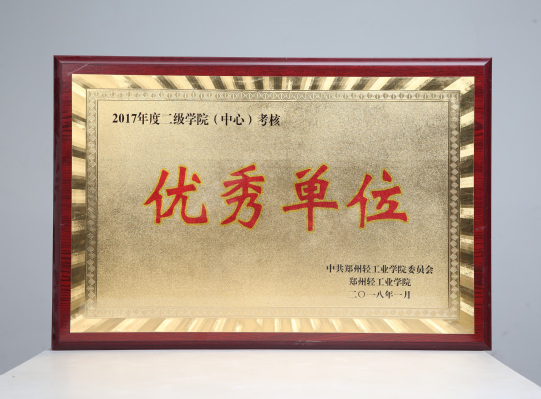 2017年度二级学院（中心）考核
优秀单位
中共郑州轻工业学院委员会
郑州轻工业学院
二〇一八年一月